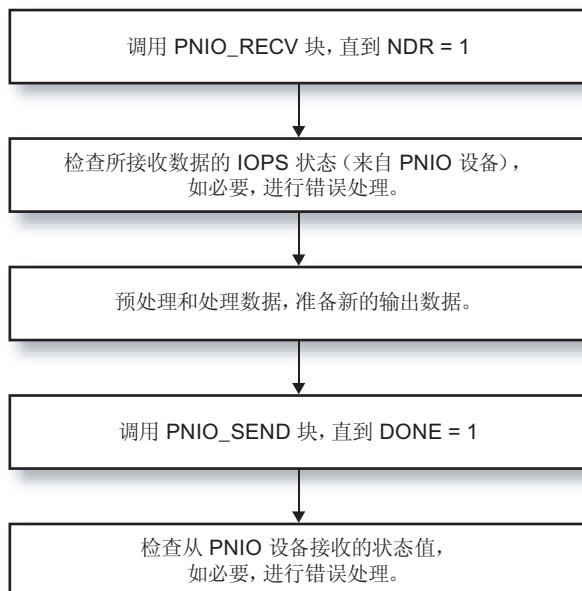 调用 PNIO_RECV 块，直到 NDR = 1
检查所接收数据的 IOPS 状态（来自 PNIO 设备），
如必要，进行错误处理。
预处理和处理数据，准备新的输出数据。
调用 PNIO_SEND 块，直到 DONE = 1
检查从 PNIO 设备接收的状态值，
如必要，进行错误处理。